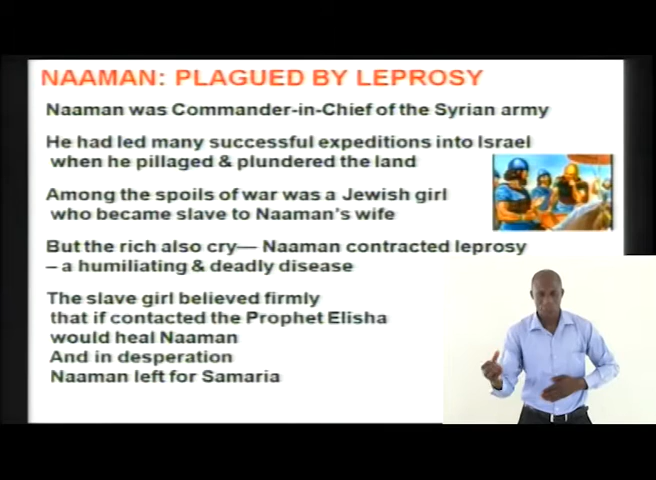 NAAMAN: PLAGUED BY LEPROSY
Naaman was Commander-in-Chief of the Syrian army
He had led many successful expeditions into Israel
when he pillaged & plundered the land
Among the spoils of war was a Jewish girl
who became slave to Naaman's wife
But the rich also cry— Naaman contracted leprosy
– a humiliating & deadly disease
The slave girl believed firmly
that if contacted the Prophet Elisha
would heal Naaman
And in desperation
Naaman left for Samaria